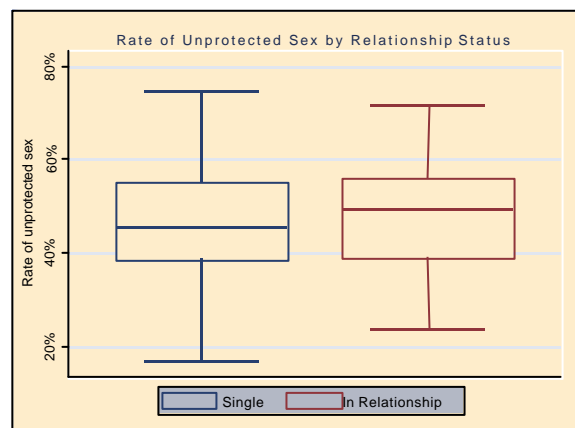 Rate of Unprotected Sex by Relationship Status
Rate of unprotected sex
80%
60%
40%
20%
Single
In Relationship